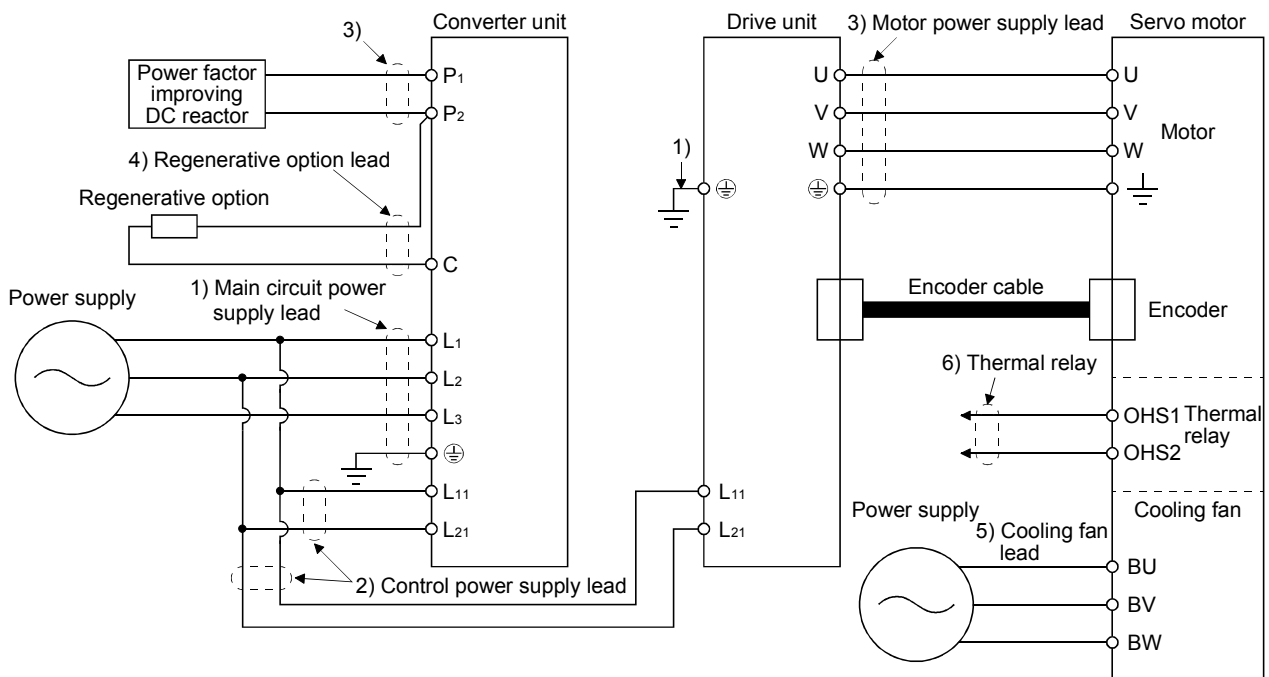 Converter unit
Drive unit
3) Motor power supply lead
Servo motor
3)
Power factor
improving
DC reactor
P1
P2
4) Regenerative option lead
Regenerative option
C
Power supply
1) Main circuit power
supply lead
L1
L2
L3
L11
L21
2) Control power supply lead
1)
U
V
W
L11
L21
U
V
W
Motor
Encoder cable
Encoder
6) Thermal relay
OHS1
OHS2
Thermal
relay
Power supply
5) Cooling fan
lead
Cooling fan
BU
BV
BW